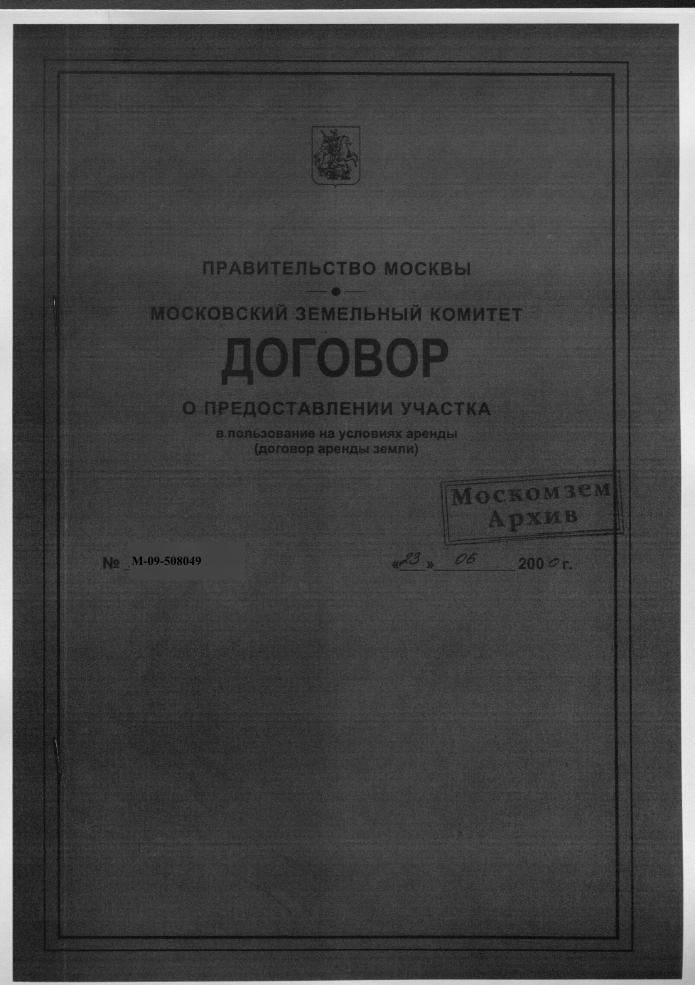 ПРАВИТЕЛЬСТВО МОСКВЫ
МОСКОВСКИЙ ЗЕМЕЛЬНЫЙ КОМИТЕТ
ДОГОВОР
О ПРЕДОСТАВЛЕНИИ УЧАСТКА
в пользование на условиях аренды
(договор аренды земли)
Москомзем
Архив
№ М-09-508049 «23» 06 2000 г.